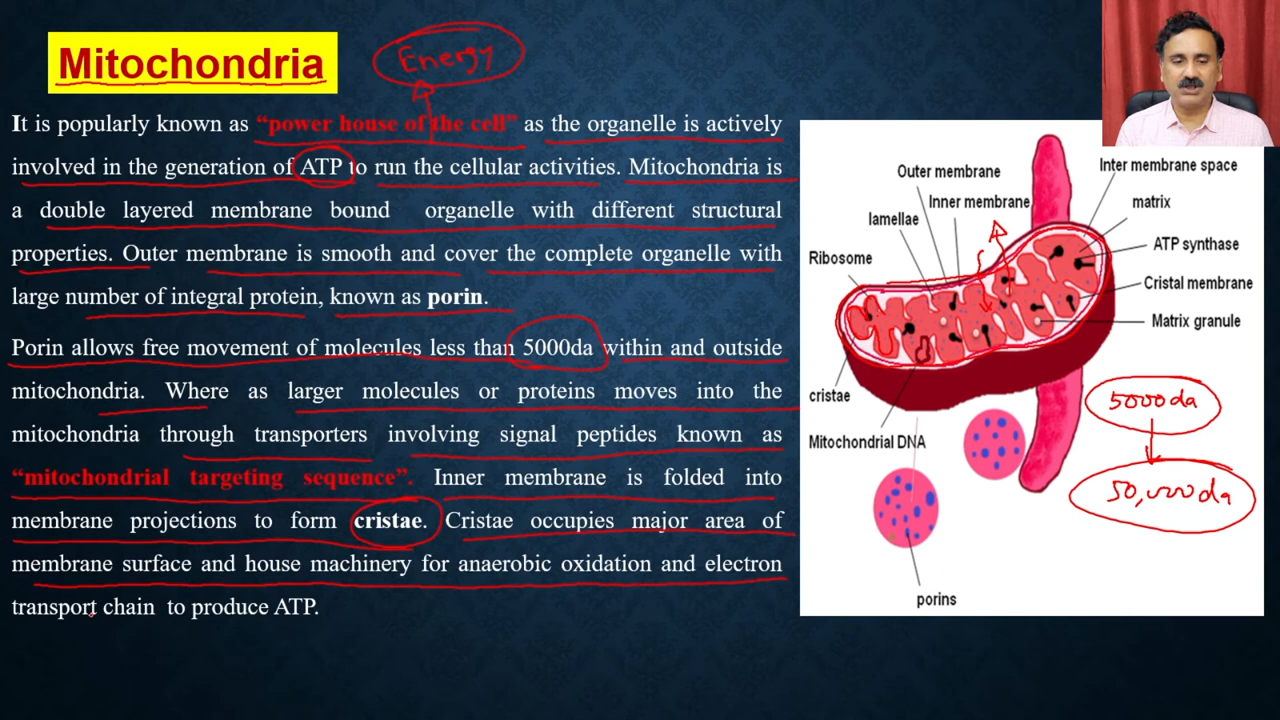 Mitochondria
Energy
It is popularly known as “power house of the cell” as the organelle is actively
involved in the generation of ATP to run the cellular activities. Mitochondria is
a double layered membrane bound organelle with different structural
properties. Outer membrane is smooth and cover the complete organelle with
large number of integral protein, known as porin.
Porin allows free movement of molecules less than 5000da within and outside
mitochondria. Where as larger molecules or proteins moves into the
mitochondria through transporters involving signal peptides known as
“mitochondrial targeting sequence”. Inner membrane is folded into
membrane projections to form cristae. Cristae occupies major area of
membrane surface and house machinery for anaerobic oxidation and electron
transport chain to produce ATP.
Outer membrane
Inner membrane
lamellae
Ribosome
Inter membrane space
matrix
ATP synthase
Cristal membrane
Matrix granule
cristae
Mitochondrial DNA
porins
5000 da
50,000 da